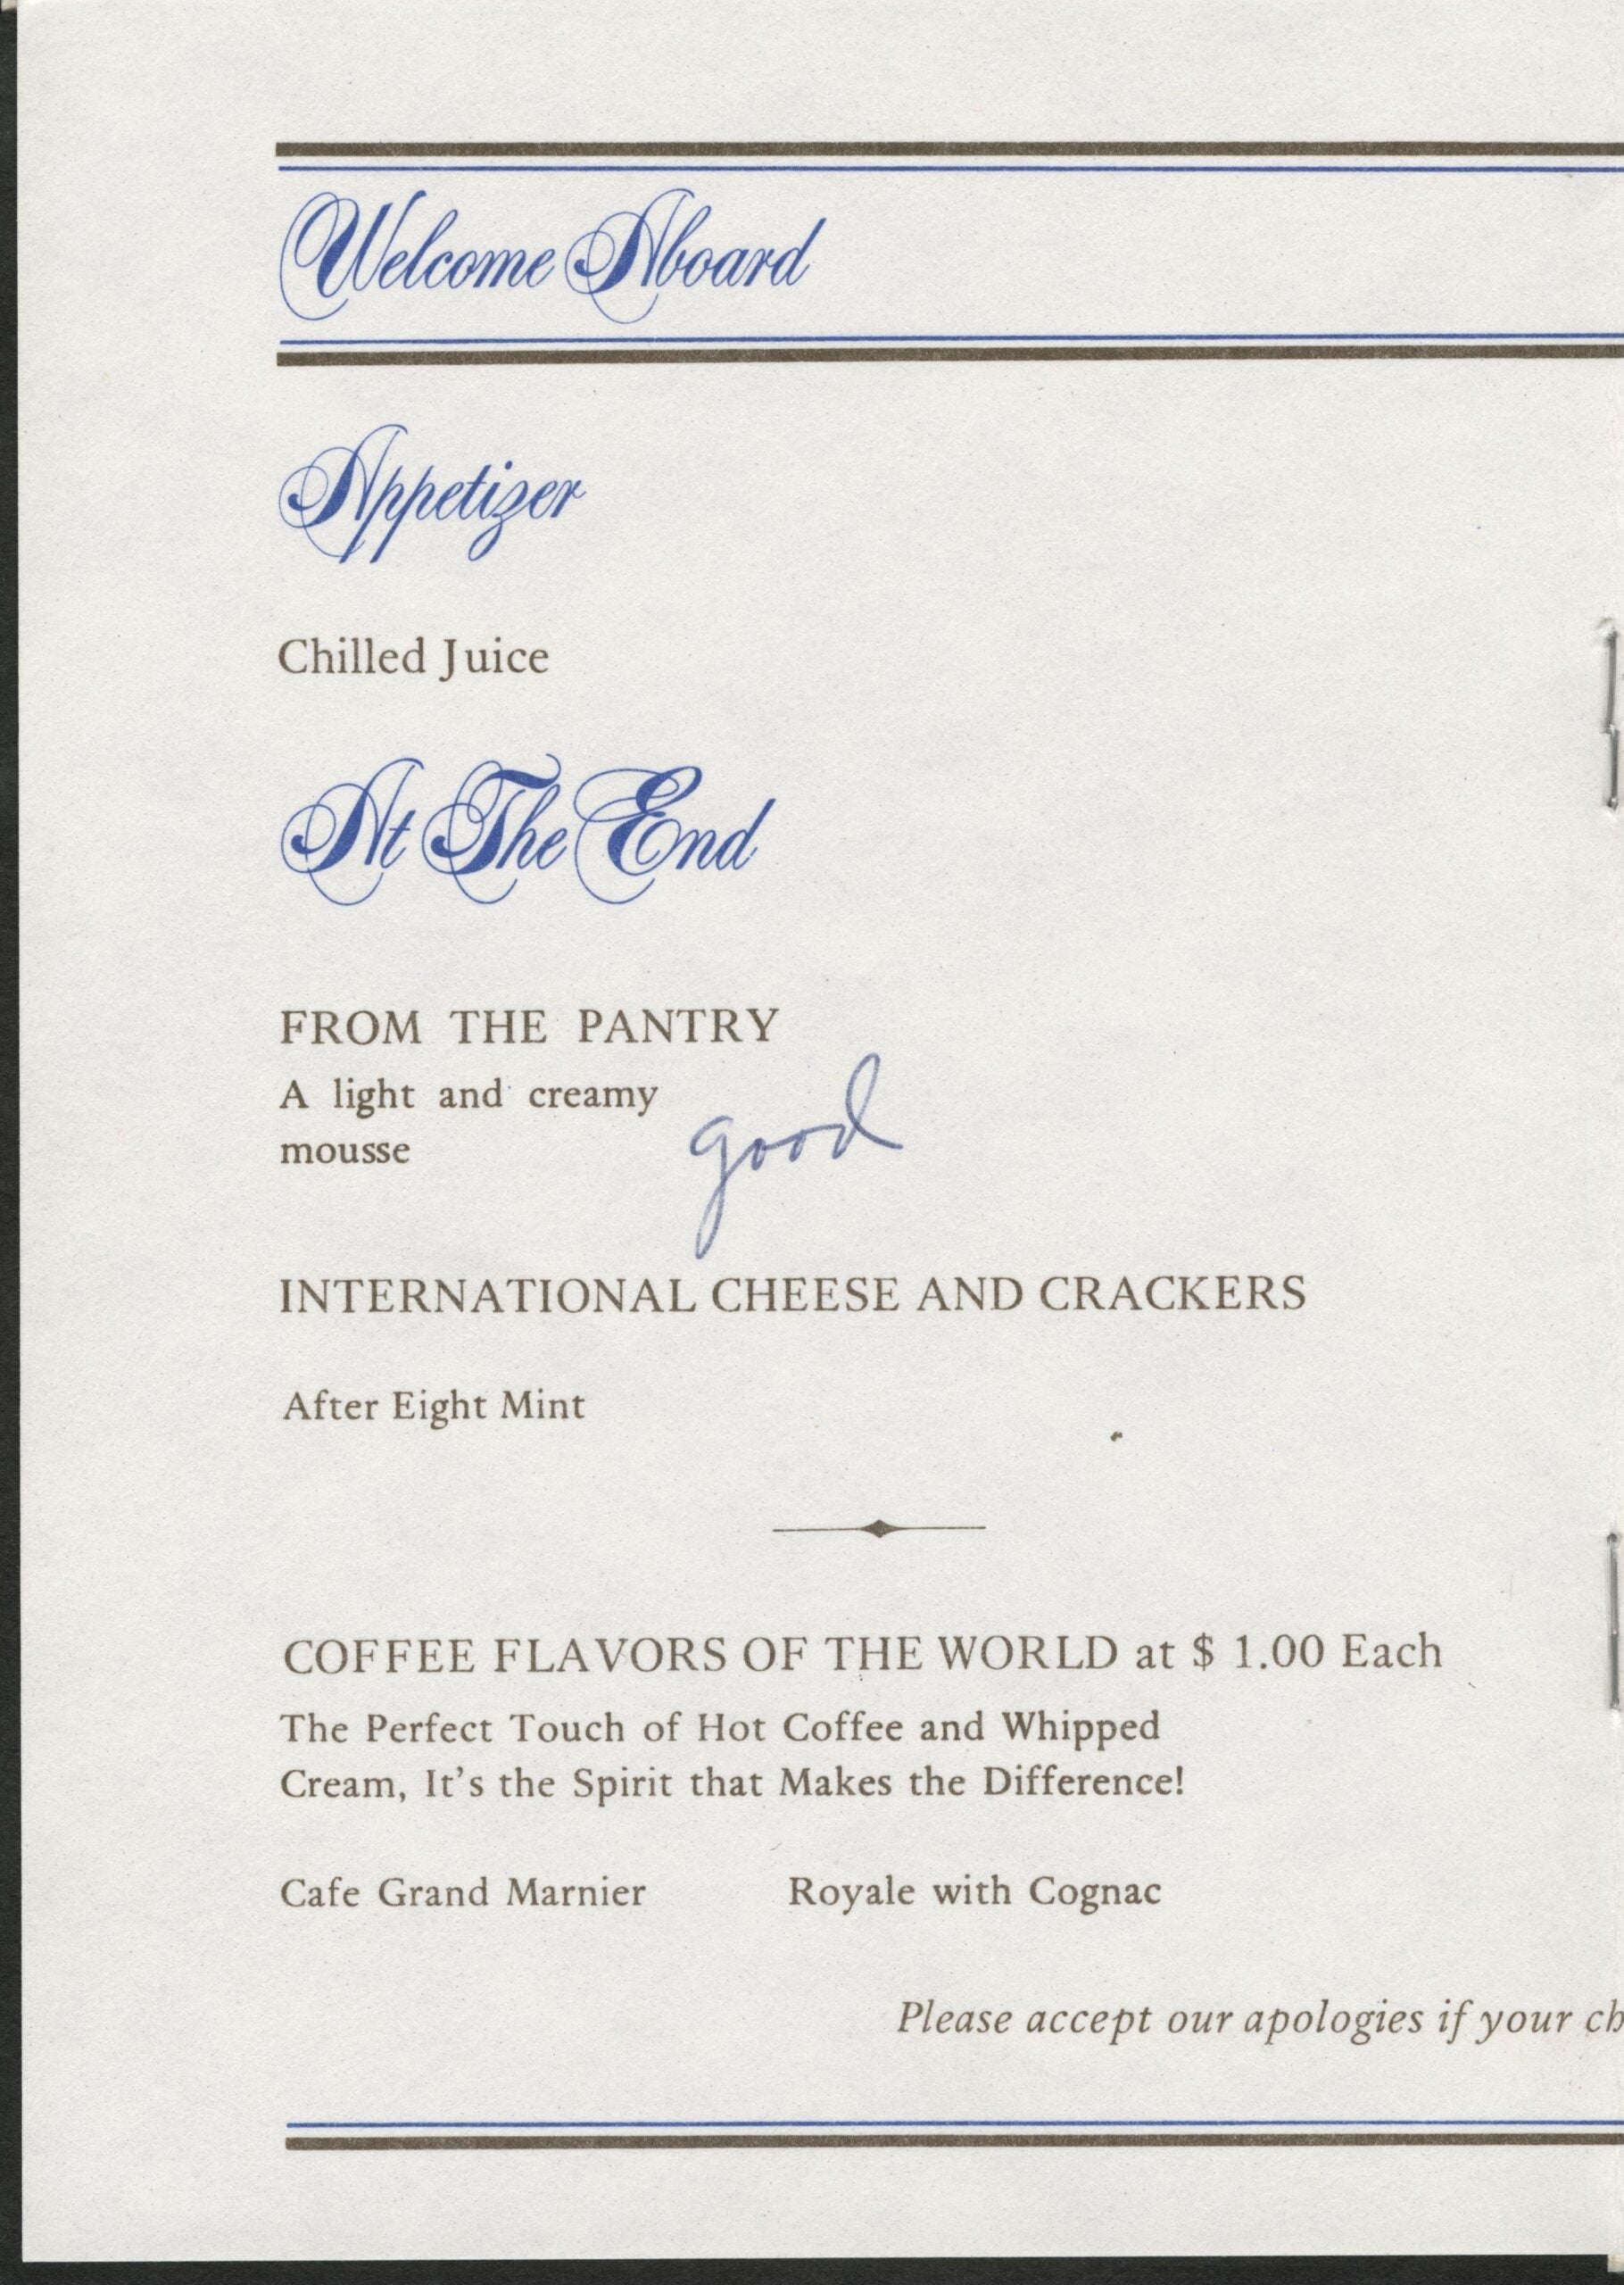 Welcome Aboard
Appetizer
Chilled Juice
At The End
FROM THE PANTRY
A light and creamy
mousse
good
INTERNATIONAL CHEESE AND CRACKERS
After Eight Mint
COFFEE FLAVORS OF THE WORLD at $ 1.00 Each
The Perfect Touch of Hot Coffee and Whipped
Cream, It's the Spirit that Makes the Difference!
Cafe Grand Marnier Royale with Cognac
Please accept our apologies if your ch